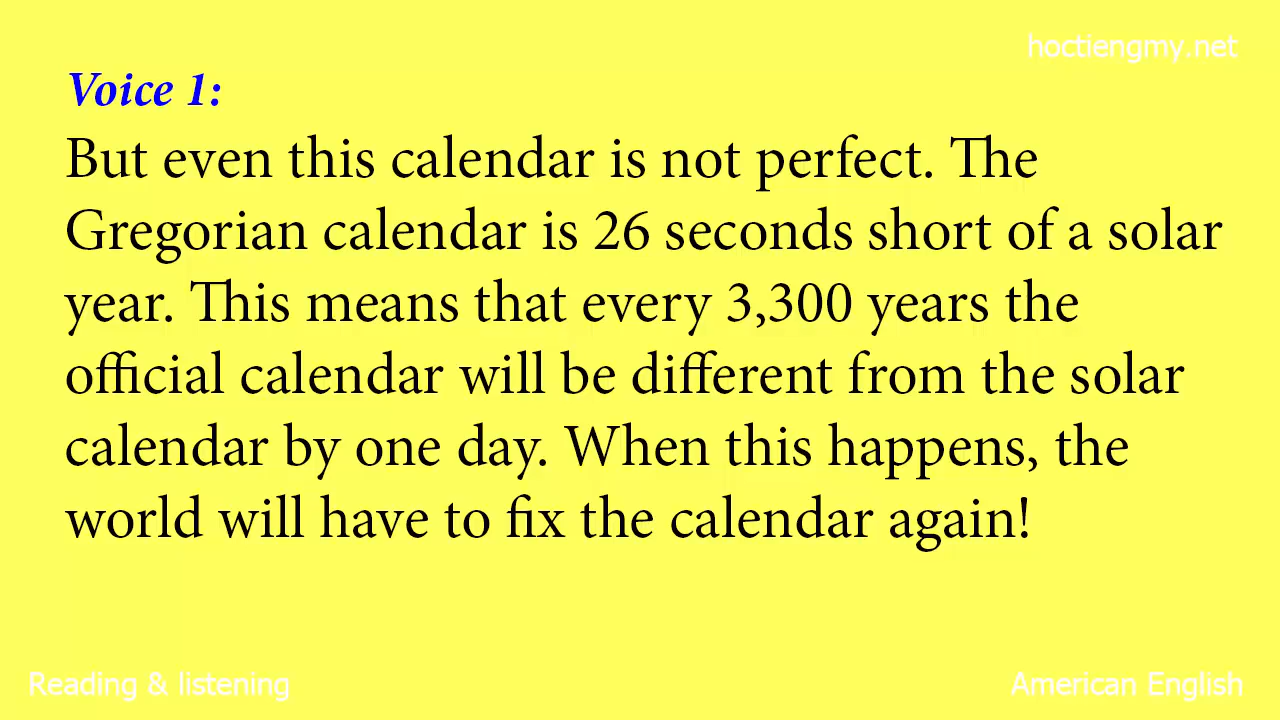 hoctiengmy.net
Voice 1:
But even this calendar is not perfect. The
Gregorian calendar is 26 seconds short of a solar
year. This means that every 3,300 years the
official calendar will be different from the solar
calendar by one day. When this happens, the
world will have to fix the calendar again!
Reading & listening
American English